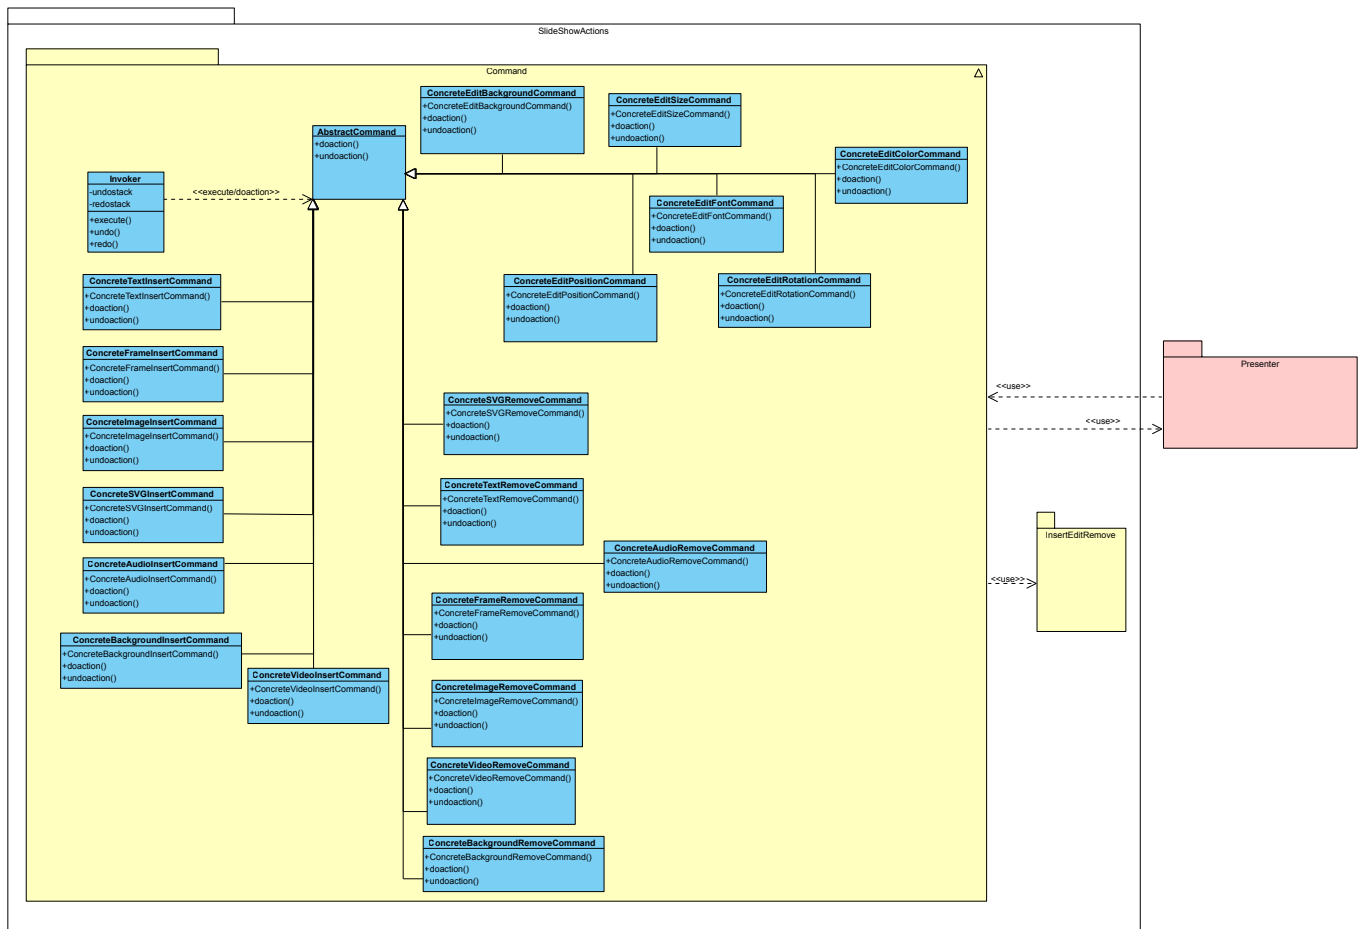 SlideShowActions
Command
ConcreteEditBackgroundCommand
+ConcreteEditBackgroundCommand()
+doaction()
+undoaction()
ConcreteEditSizeCommand
+ConcreteEditSizeCommand()
+doaction()
+undoaction()
AbstractCommand
+doaction()
+undoaction()
ConcreteEditColorCommand
+ConcreteEditColorCommand()
+doaction()
+undoaction()
Invoker
-undostack
-redostack
+execute()
+undo()
+redo()
<<execute/doaction>>
ConcreteEditFontCommand
+ConcreteEditFontCommand()
+doaction()
+undoaction()
ConcreteTextInsertCommand
+ConcreteTextInsertCommand()
+doaction()
+undoaction()
ConcreteEditPositionCommand
+ConcreteEditPositionCommand()
+doaction()
+undoaction()
ConcreteEditRotationCommand
+ConcreteEditRotationCommand()
+doaction()
+undoaction()
ConcreteFrameInsertCommand
+ConcreteFrameInsertCommand()
+doaction()
+undoaction()
Presenter
<<use>>
<<use>>
ConcreteSVGRemoveCommand
+ConcreteSVGRemoveCommand()
+doaction()
+undoaction()
ConcreteImageInsertCommand
+ConcreteImageInsertCommand()
+doaction()
+undoaction()
ConcreteTextRemoveCommand
+ConcreteTextRemoveCommand()
+doaction()
+undoaction()
ConcreteSVGInsertCommand
+ConcreteSVGInsertCommand()
+doaction()
+undoaction()
InsertEditRemove
<<use>>
ConcreteAudioRemoveCommand
+ConcreteAudioRemoveCommand()
+doaction()
+undoaction()
ConcreteAudioInsertCommand
+ConcreteAudioInsertCommand()
+doaction()
+undoaction()
ConcreteFrameRemoveCommand
+ConcreteFrameRemoveCommand()
+doaction()
+undoaction()
ConcreteBackgroundInsertCommand
+ConcreteBackgroundInsertCommand()
+doaction()
+undoaction()
ConcreteVideoInsertCommand
+ConcreteVideoInsertCommand()
+doaction()
+undoaction()
ConcreteImageRemoveCommand
+ConcreteImageRemoveCommand()
+doaction()
+undoaction()
ConcreteVideoRemoveCommand
+ConcreteVideoRemoveCommand()
+doaction()
+undoaction()
ConcreteBackgroundRemoveCommand
+ConcreteBackgroundRemoveCommand()
+doaction()
+undoaction()